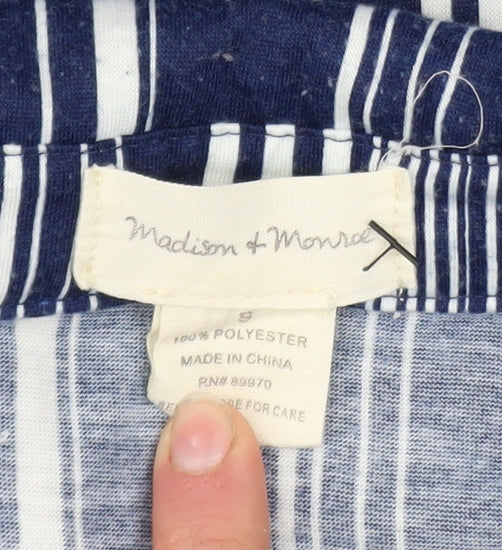 Madison + Monroe
S
100% POLYESTER
MADE IN CHINA
RN# 89970
FOR CARE